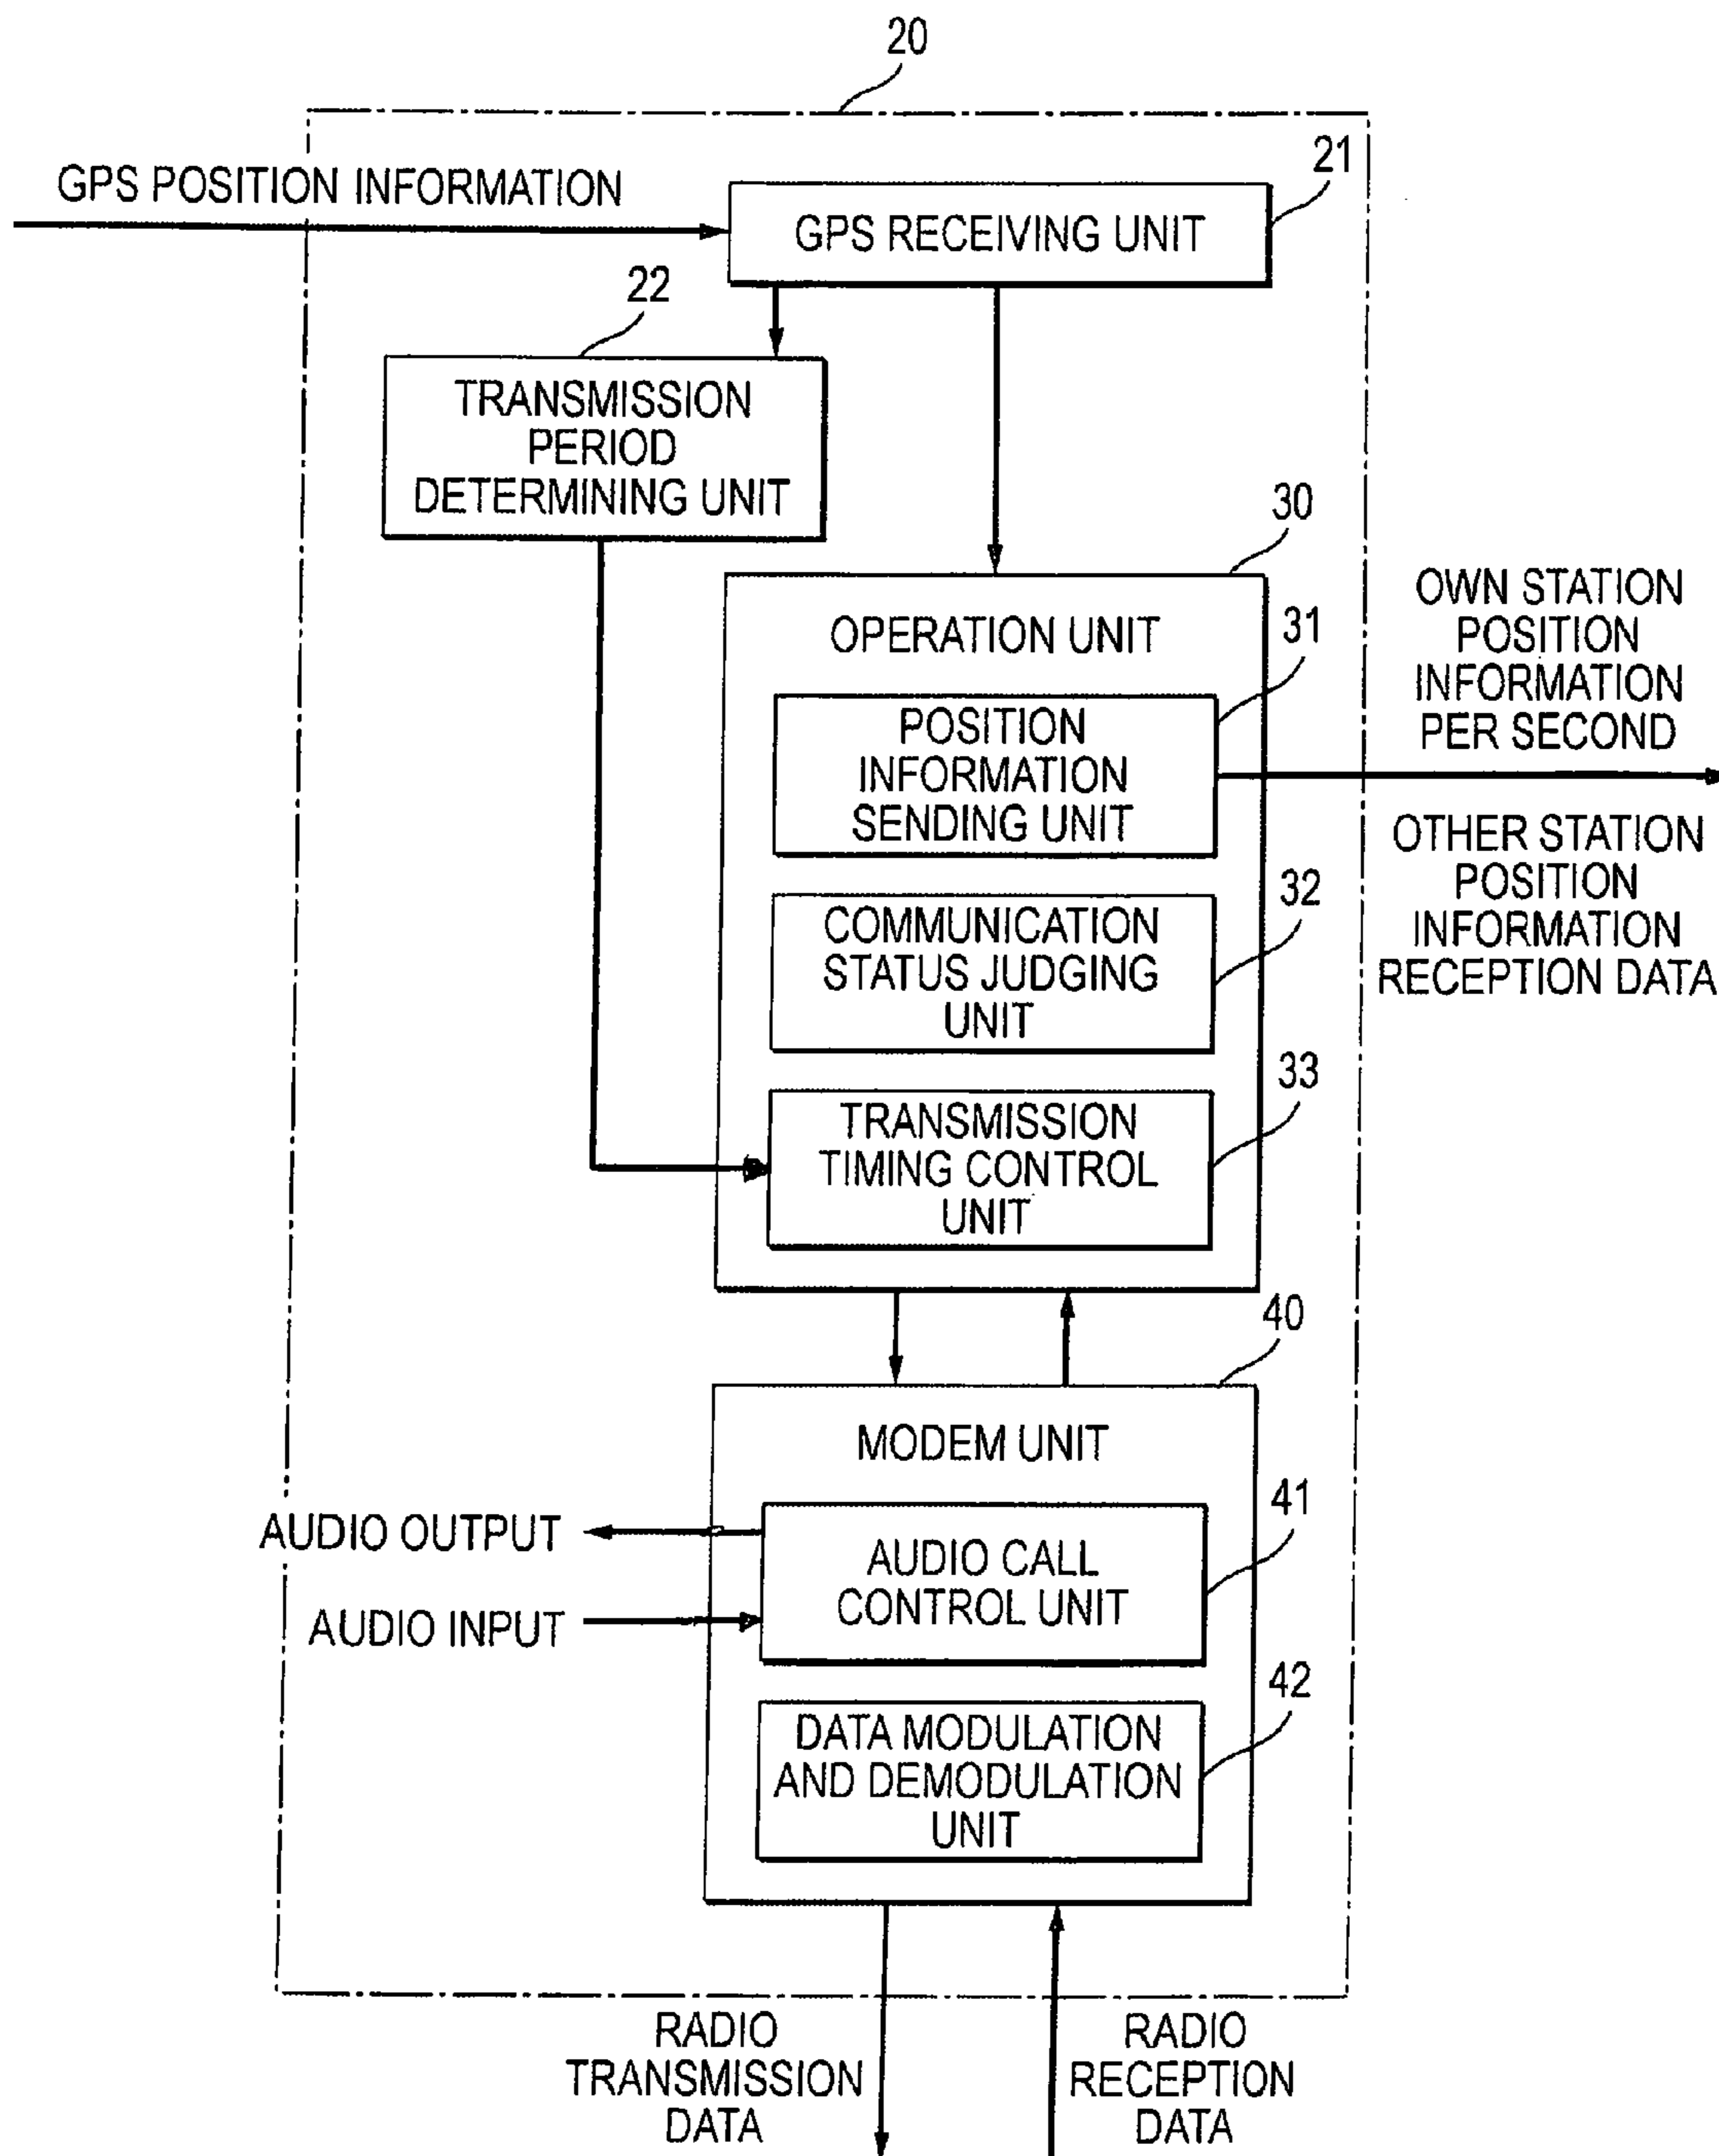 20
21
GPS POSITION INFORMATION
GPS RECEIVING UNIT
22
TRANSMISSION
PERIOD
DETERMINING UNIT
30
OPERATION UNIT
31
POSITION
INFORMATION
SENDING UNIT
OWN STATION
POSITION
INFORMATION
PER SECOND
OTHER STATION
POSITION
INFORMATION
RECEPTION DATA
32
COMMUNICATION
STATUS JUDGING
UNIT
33
TRANSMISSION
TIMING CONTROL
UNIT
40
MODEM UNIT
41
AUDIO OUTPUT
AUDIO CALL
CONTROL UNIT
AUDIO INPUT
42
DATA MODULATION
AND DEMODULATION
UNIT
RADIO
TRANSMISSION
DATA
RADIO
RECEPTION
DATA